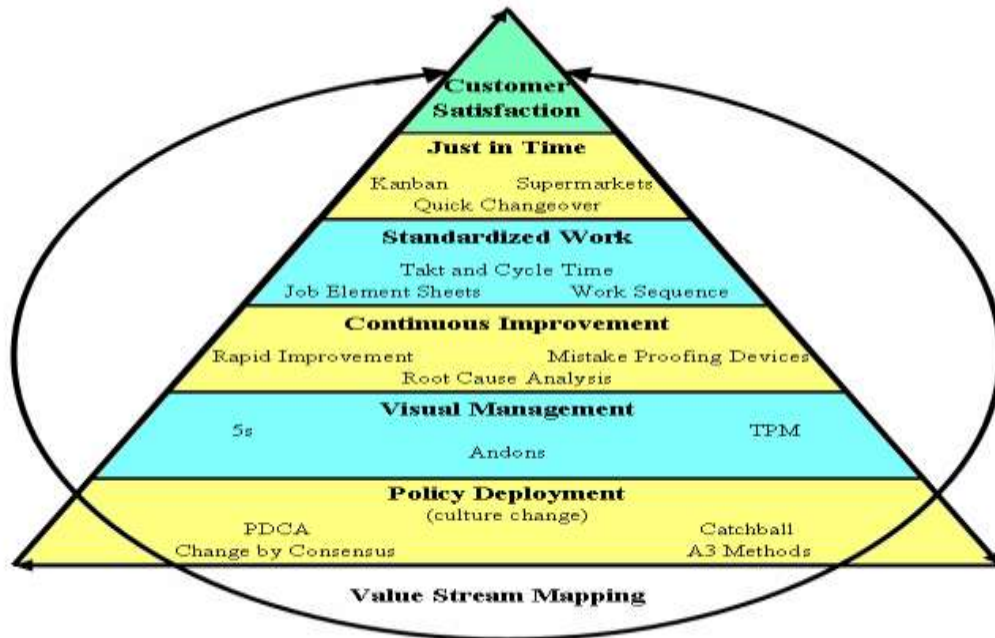 Customer
Satisfaction
Just in Time
Kanban Supermarkets
Quick Changeover
Standardized Work
Takt and Cycle Time
Job Element Sheets Work Sequence
Continuous Improvement
Rapid Improvement Mistake Proofing Devices
Root Cause Analysis
Visual Management
5s TPM
Andons
Policy Deployment
(culture change)
PDCA Catchball
Change by Consensus A3 Methods
Value Stream Mapping